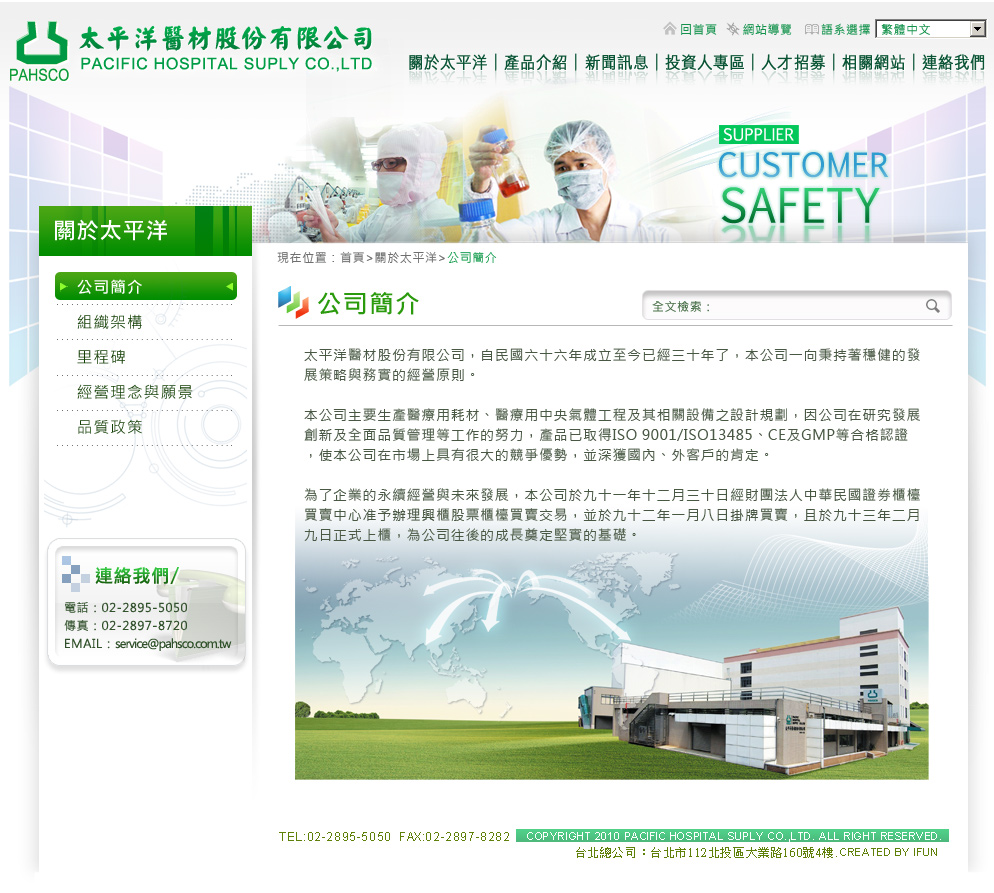 太平洋醫材股份有限公司
PACIFIC HOSPITAL SUPLY CO.,LTD
PAHSCO
回首頁 網站導覽 語系選擇 繁體中文
關於太平洋 | 產品介紹 | 新聞訊息 | 投資人專區 | 人才招募 | 相關網站 | 連絡我們
SUPPLIER
CUSTOMER
SAFETY
關於太平洋
現在位置：首頁>關於太平洋>公司簡介
公司簡介
組織架構
里程碑
經營理念與願景
品質政策
公司簡介
全文檢索：
太平洋醫材股份有限公司，自民國六十六年成立至今已經三十年了，本公司一向秉持著穩健的發
展策略與務實的經營原則。
本公司主要生產醫療用耗材、醫療用中央氣體工程及其相關設備之設計規劃，因公司在研究發展
創新及全面品質管理等工作的努力，產品已取得ISO 9001/ISO13485、CE及GMP等合格認證
，使本公司在市場上具有很大的競爭優勢，並深獲國內、外客戶的肯定。
為了企業的永續經營與未來發展，本公司於九十一年十二月三十日經財團法人中華民國證券櫃檯
買賣中心准予辦理興櫃股票櫃檯買賣交易，並於九十二年一月八日掛牌買賣，且於九十三年二月
九日正式上櫃，為公司往後的成長奠定堅實的基礎。
連絡我們/
電話：02-2895-5050
傳真：02-2897-8720
EMAIL：service@pahsco.com.tw
TEL:02-2895-5050 FAX:02-2897-8282 COPYRIGHT 2010 PACIFIC HOSPITAL SUPLY CO.,LTD. ALL RIGHT RESERVED.
台北總公司：台北市112北投區大業路160號4樓.CREATED BY IFUN